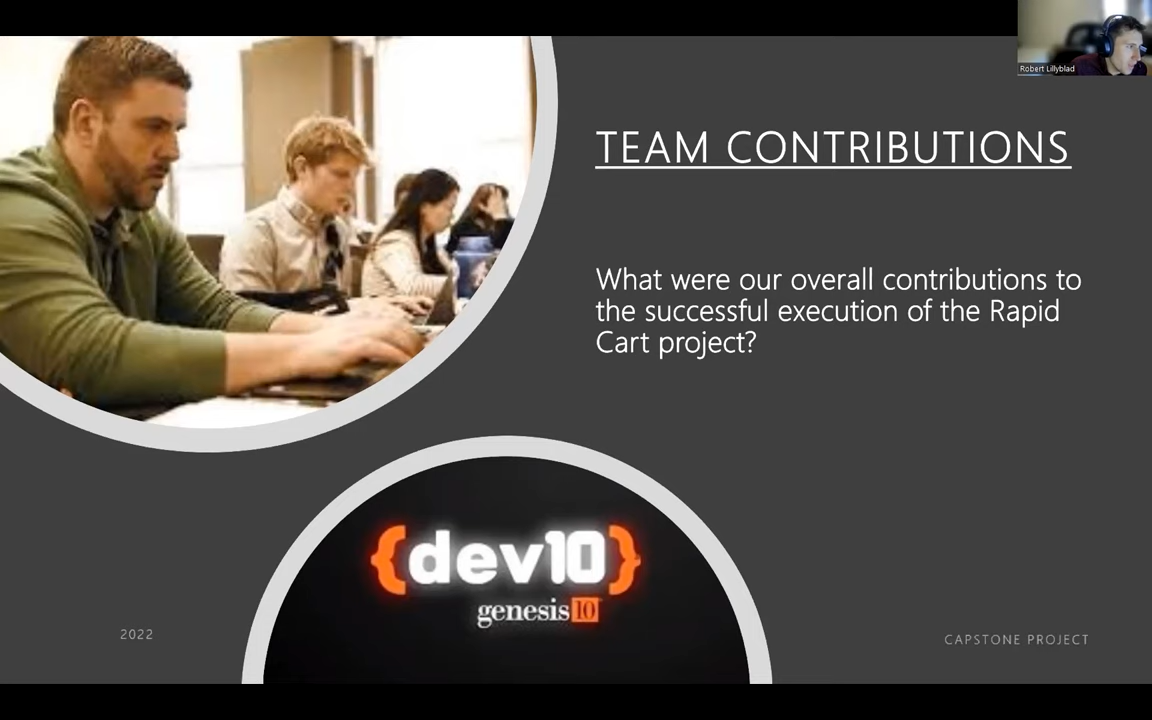 Robert Lillyblad
TEAM CONTRIBUTIONS
What were our overall contributions to
the successful execution of the Rapid
Cart project?
{dev10}
genesis10
2022
CAPSTONE PROJECT